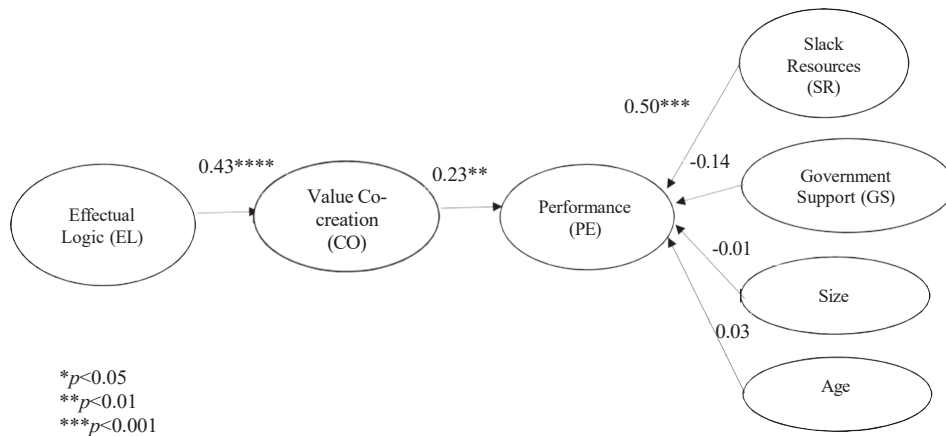 Slack
Resources
(SR)
0.50***
0.43****
0.23**
-0.14
Effectual
Logic (EL)
Value Co-
creation
(CO)
Performance
(PE)
Government
Support (GS)
-0.01
Size
0.03
Age
*p<0.05
**p<0.01
***p<0.001